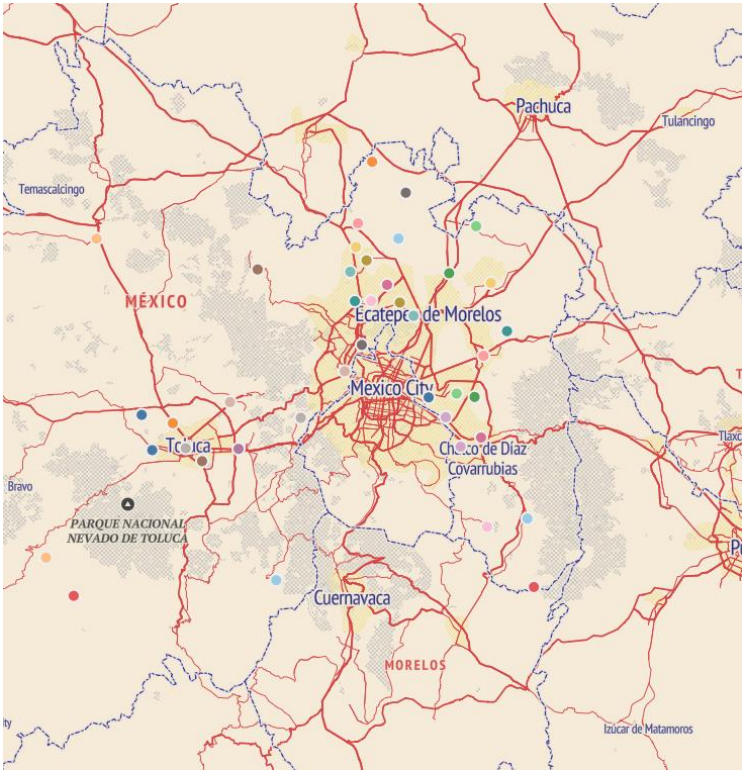 Pachuca
Tulancingo
Temascalcingo
MÉXICO
Ecatepec de Morelos
Mexico City
Toluca
Chalco de Díaz
Covarrubias
Bravo
PARQUE NACIONAL
NEVADO DE TOLUCA
Cuernavaca
MORELOS
Izúcar de Matamoros